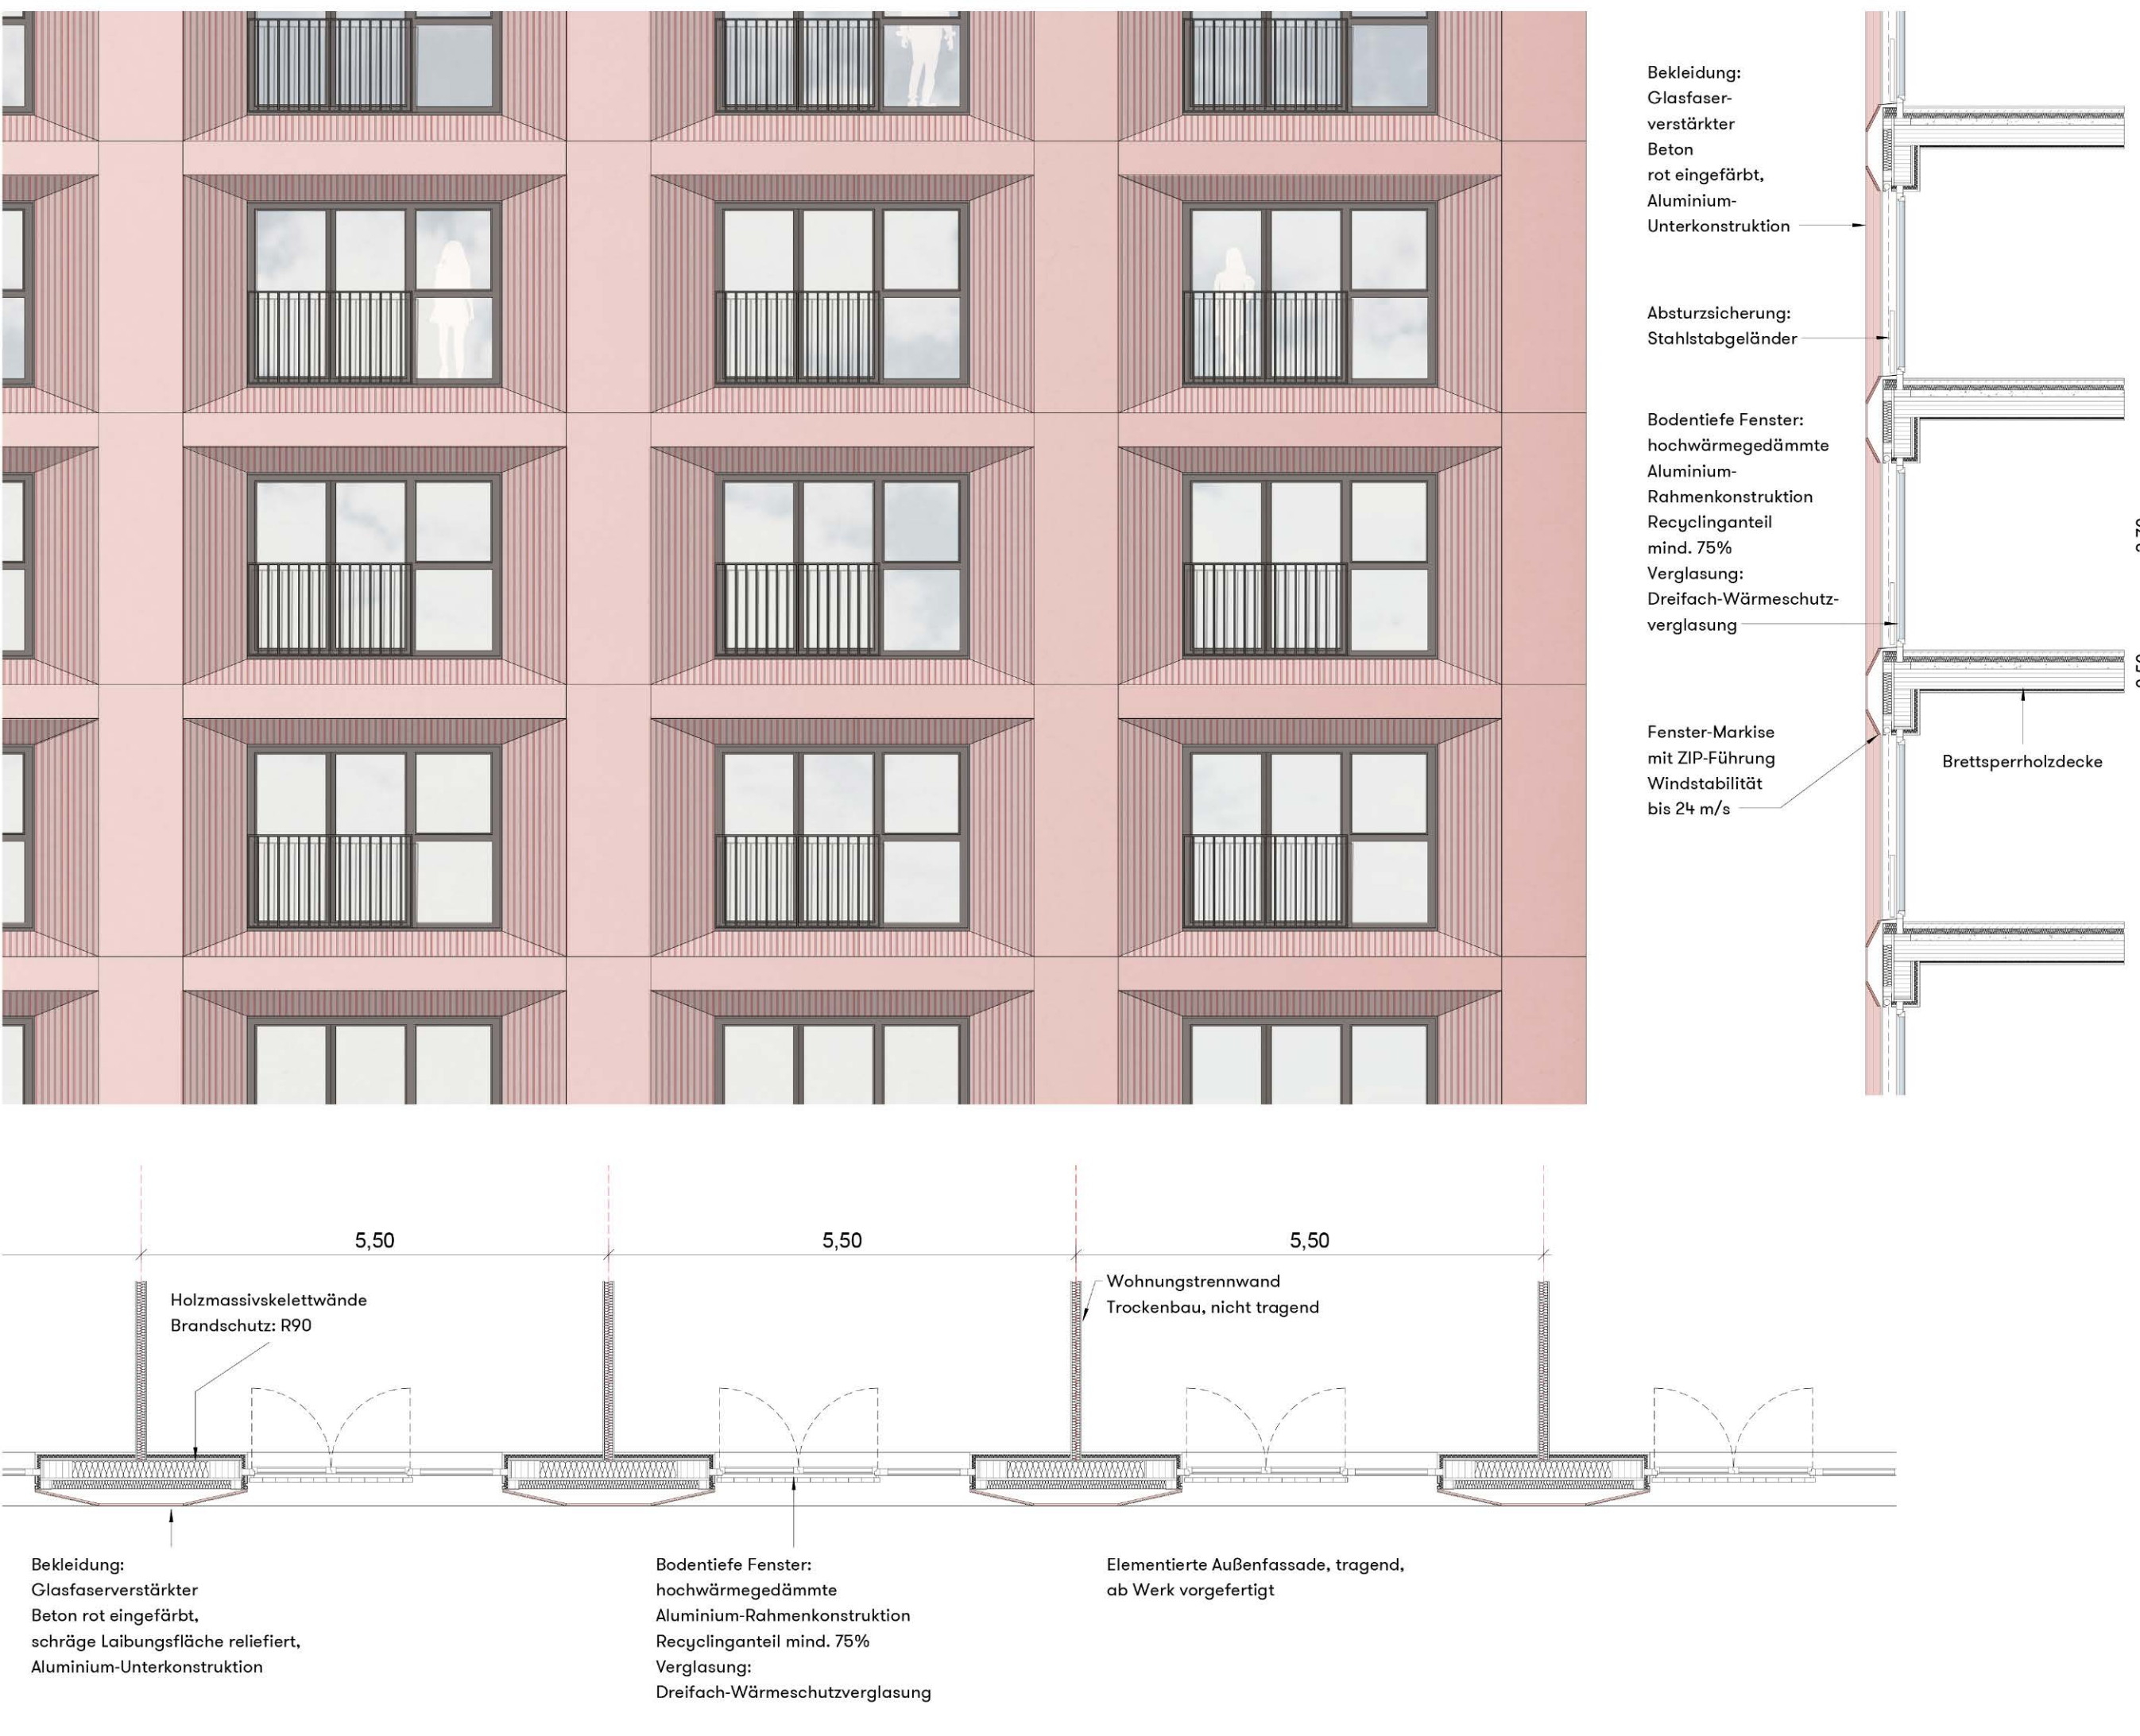 Bekleidung:
Glasfaser-
verstärkter
Beton
rot eingefärbt,
Aluminium-
Unterkonstruktion
Absturzsicherung:
Stahlstabgeländer
Bodentiefe Fenster:
hochwärmegedämmte
Aluminium-
Rahmenkonstruktion
Recyclinganteil
mind. 75%
Verglasung:
Dreifach-Wärmeschutz-
verglasung
Fenster-Markise
mit ZIP-Führung
Windstabilität
bis 24 m/s
Brettsperrholzdecke
5,50
5,50
5,50
Holzmassivskelettwände
Brandschutz: R90
Wohnungstrennwand
Trockenbau, nicht tragend
Bekleidung:
Glasfaserverstärkter
Beton rot eingefärbt,
schräge Laibungsfläche reliefiert,
Aluminium-Unterkonstruktion
Bodentiefe Fenster:
hochwärmegedämmte
Aluminium-Rahmenkonstruktion
Recyclinganteil mind. 75%
Verglasung:
Dreifach-Wärmeschutzverglasung
Elementierte Außenfassade, tragend,
ab Werk vorgefertigt